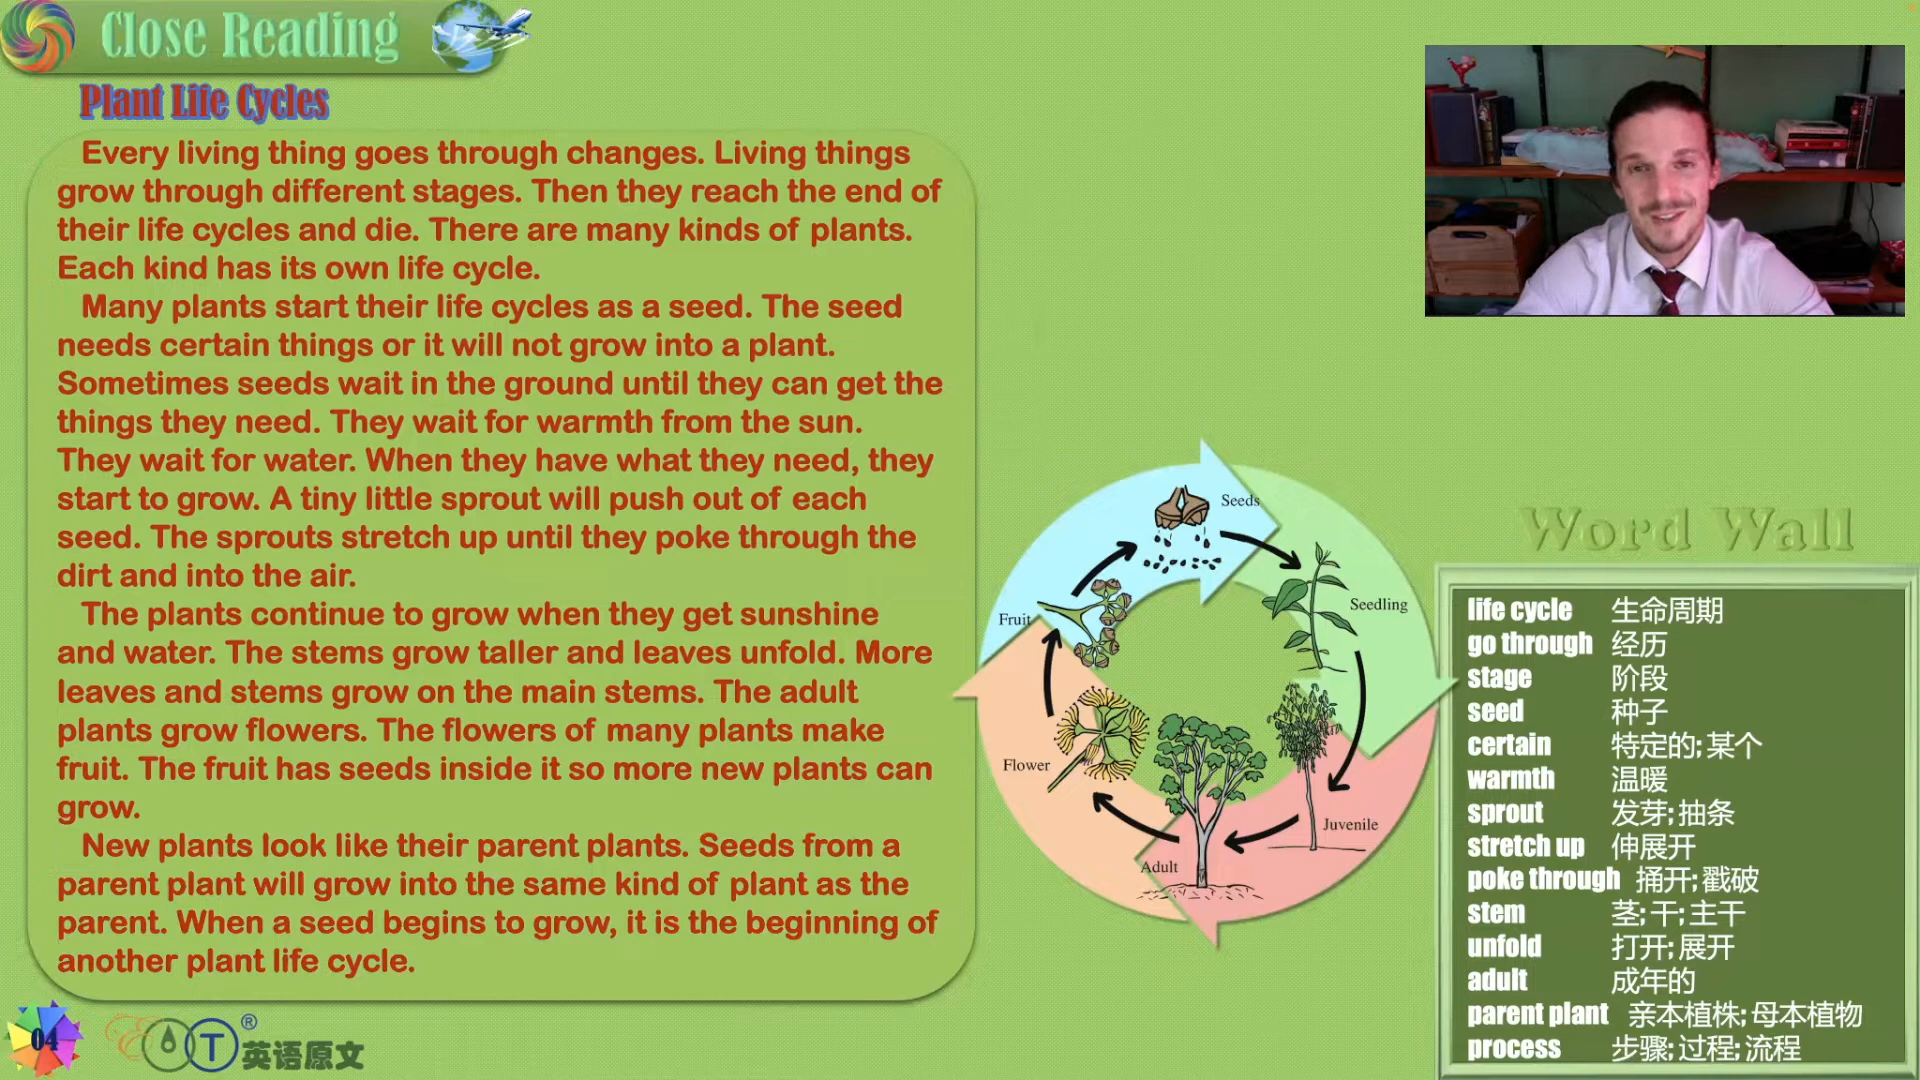 Close Reading
Plant Life Cycles
Every living thing goes through changes. Living things
grow through different stages. Then they reach the end of
their life cycles and die. There are many kinds of plants.
Each kind has its own life cycle.
Many plants start their life cycles as a seed. The seed
needs certain things or it will not grow into a plant.
Sometimes seeds wait in the ground until they can get the
things they need. They wait for warmth from the sun.
They wait for water. When they have what they need, they
start to grow. A tiny little sprout will push out of each
seed. The sprouts stretch up until they poke through the
dirt and into the air.
The plants continue to grow when they get sunshine
and water. The stems grow taller and leaves unfold. More
leaves and stems grow on the main stems. The adult
plants grow flowers. The flowers of many plants make
fruit. The fruit has seeds inside it so more new plants can
grow.
New plants look like their parent plants. Seeds from a
parent plant will grow into the same kind of plant as the
parent. When a seed begins to grow, it is the beginning of
another plant life cycle.
Seeds
Seedling
Juvenile
Adult
Flower
Fruit
Word Wall
life cycle 生命周期
go through 经历
stage 阶段
seed 种子
certain 特定的; 某个
warmth 温暖
sprout 发芽; 抽条
stretch up 伸展开
poke through 捅开; 戳破
stem 茎; 干; 主干
unfold 打开; 展开
adult 成年的
parent plant 亲本植株; 母本植物
process 步骤; 过程; 流程
04
T® 英语原文